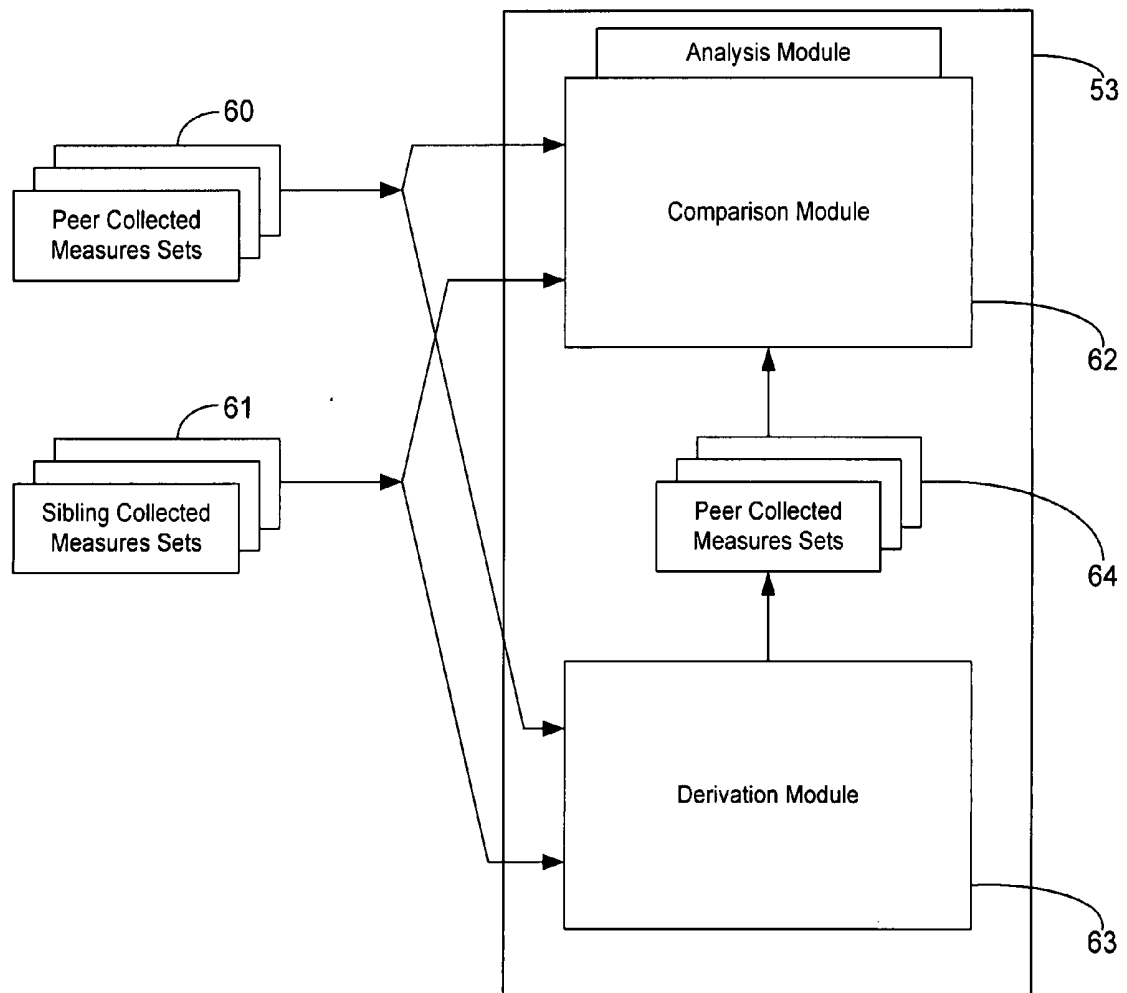 Analysis Module
53
60
Peer Collected
Measures Sets
Comparison Module
62
61
Sibling Collected
Measures Sets
Peer Collected
Measures Sets
64
Derivation Module
63